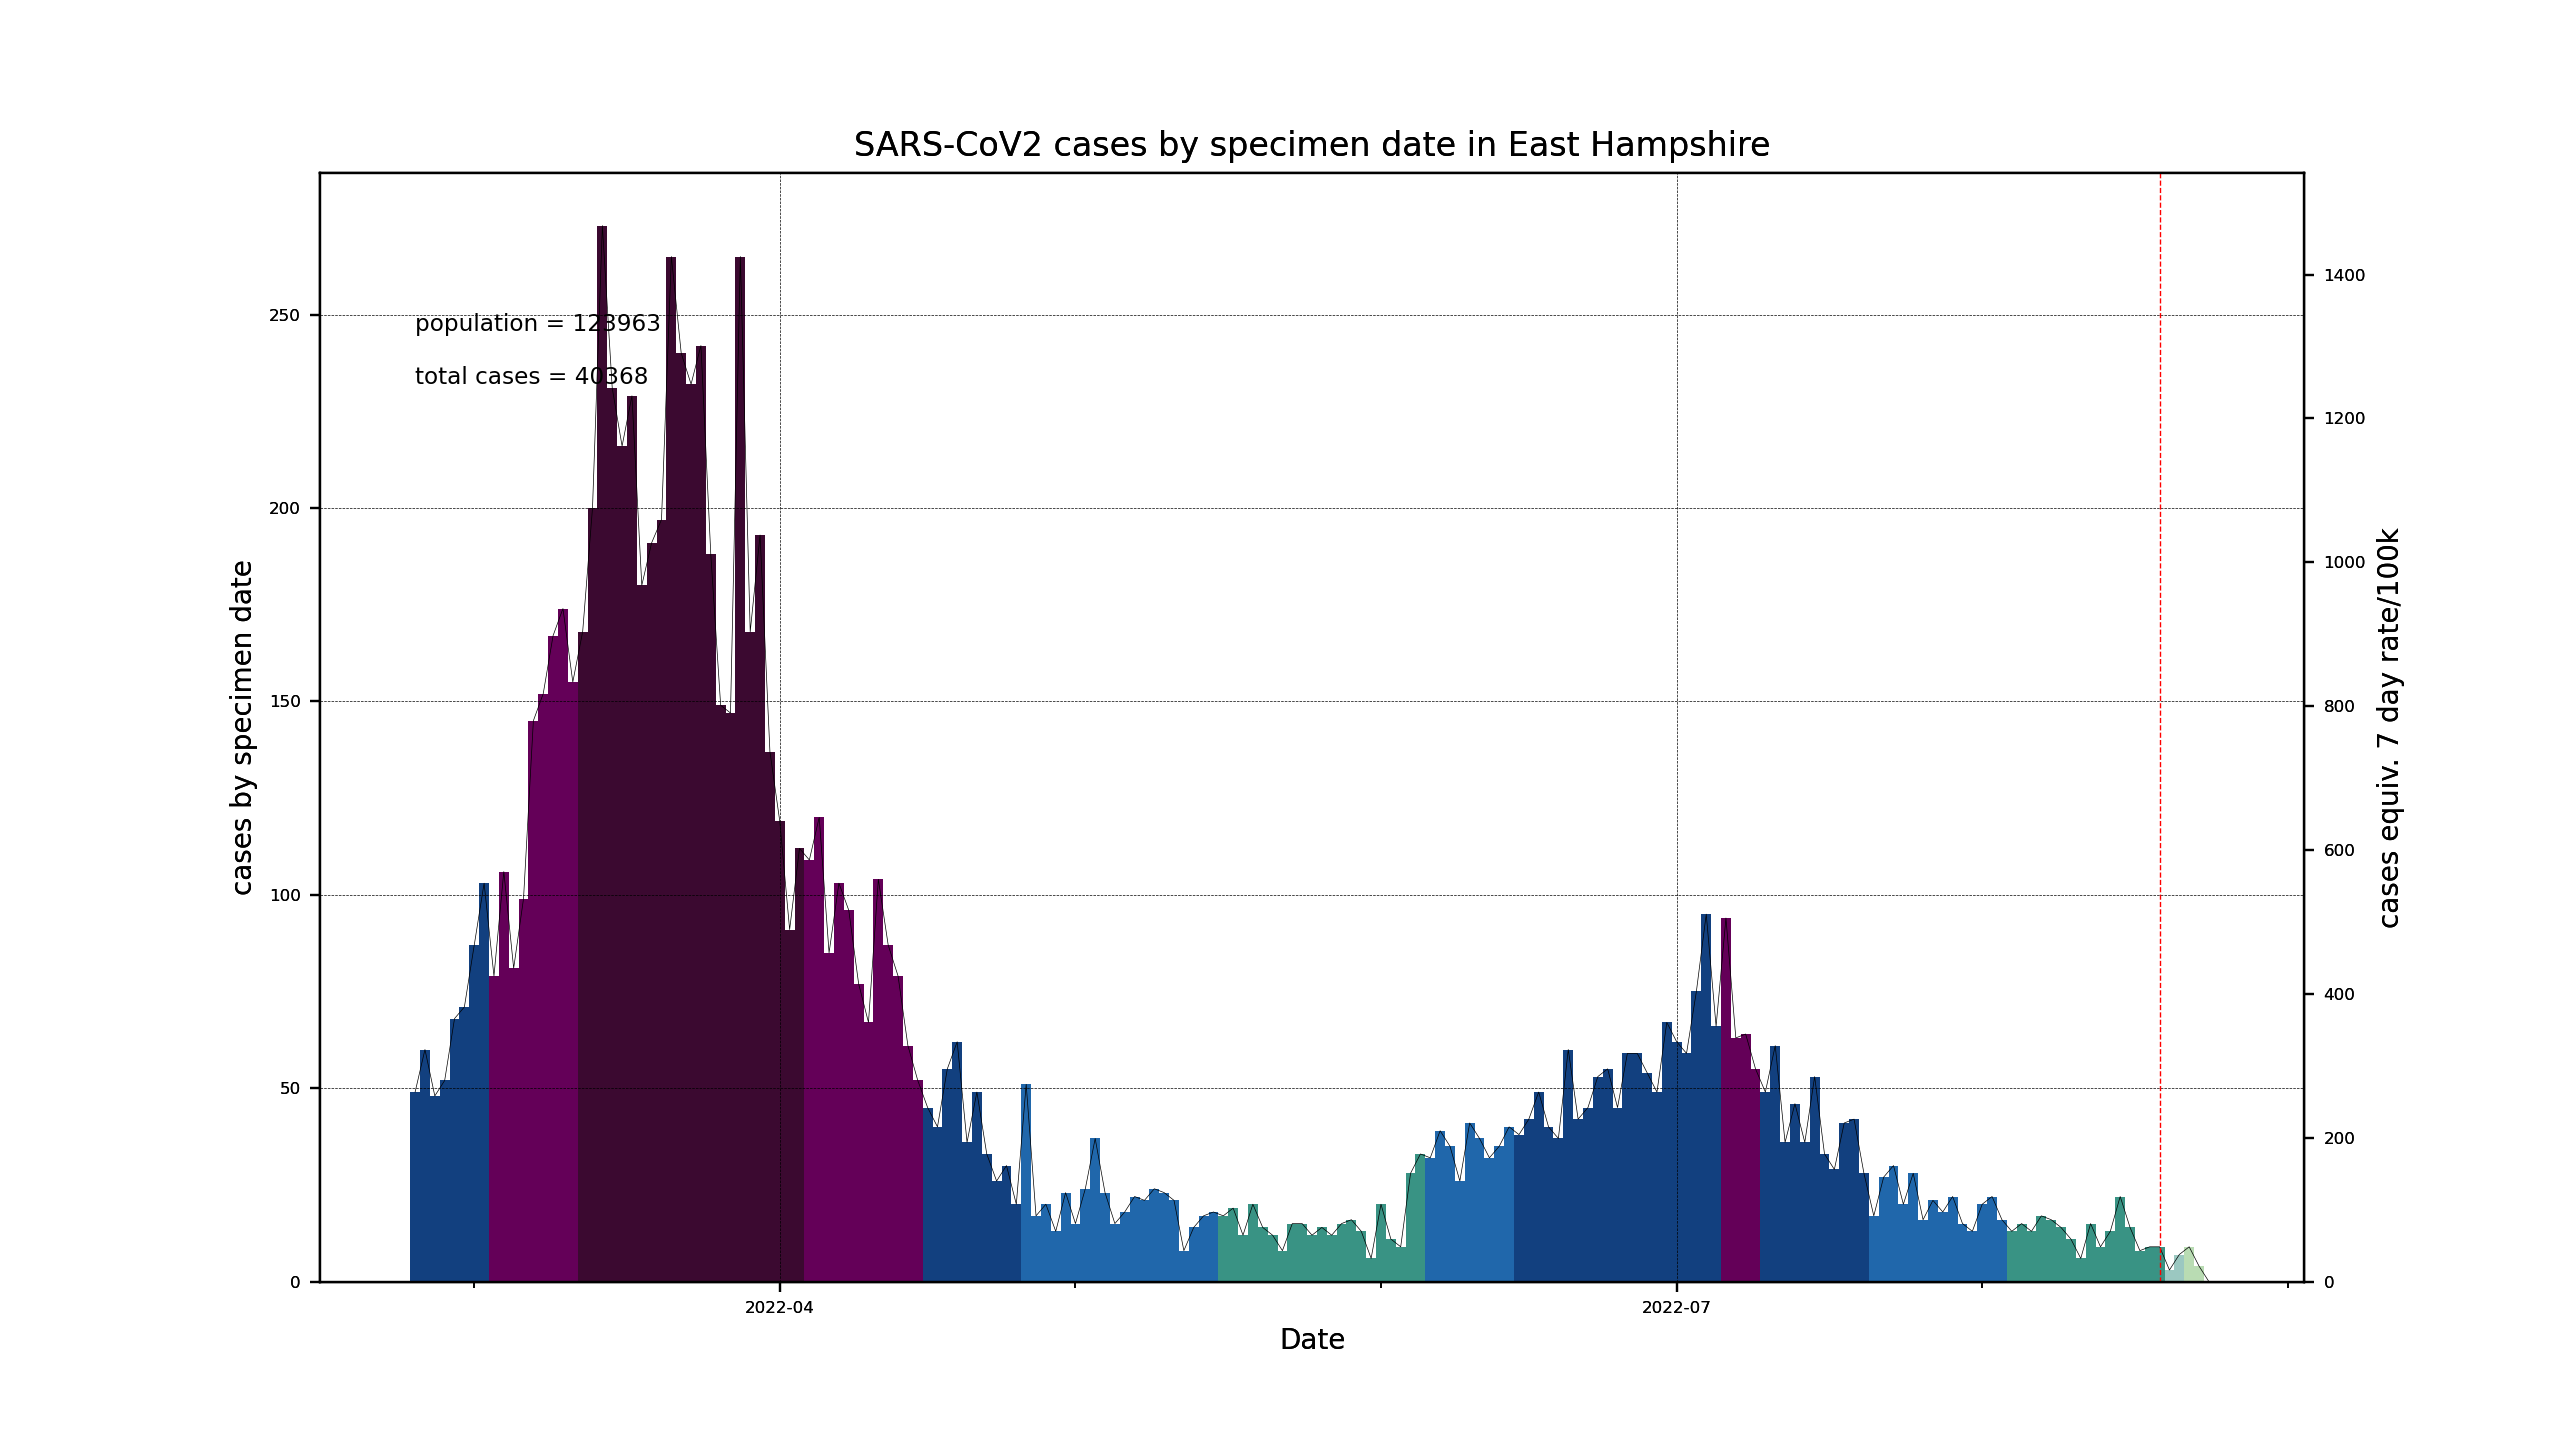 SARS-CoV2 cases by specimen date in East Hampshire
population = 123963
total cases = 40368
cases by specimen date
250
200
150
100
50
0
1400
1200
1000
800
600
400
200
0
cases equiv. 7 day rate/100k
2022-04
2022-07
Date